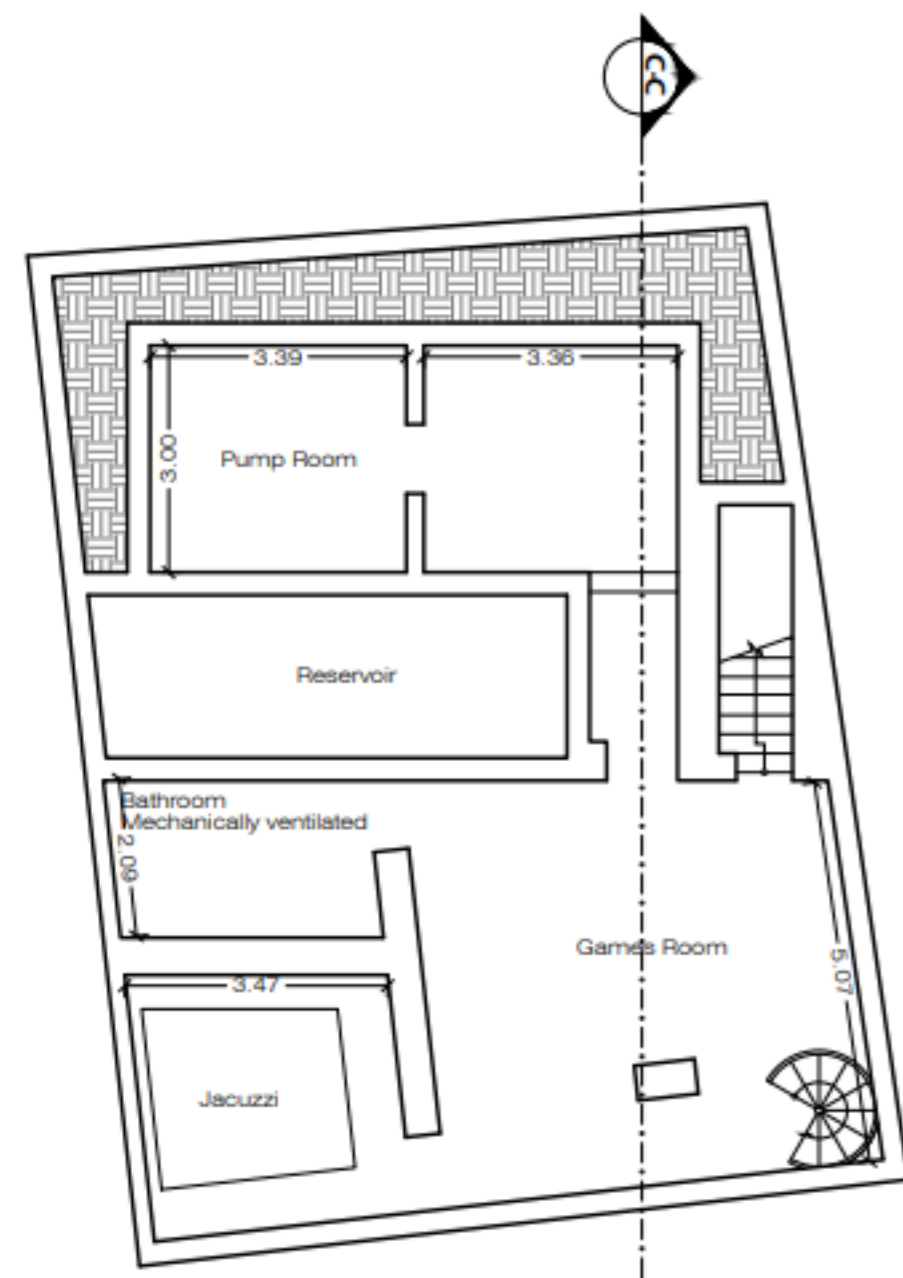 C-C
3.39
3.36
3.00
Pump Room
Reservoir
Bathroom
Mechanically ventilated
2.09
Games Room
5.07
3.47
Jacuzzi